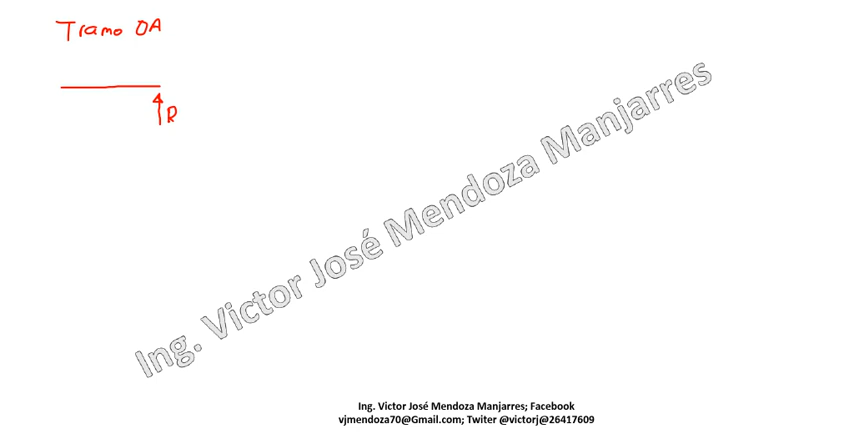 Tramo OA
R
Ing. Victor José Mendoza Manjarres
Ing. Victor José Mendoza Manjarres; Facebook
vjmendoza70@Gmail.com; Twiter @victorj@26417609